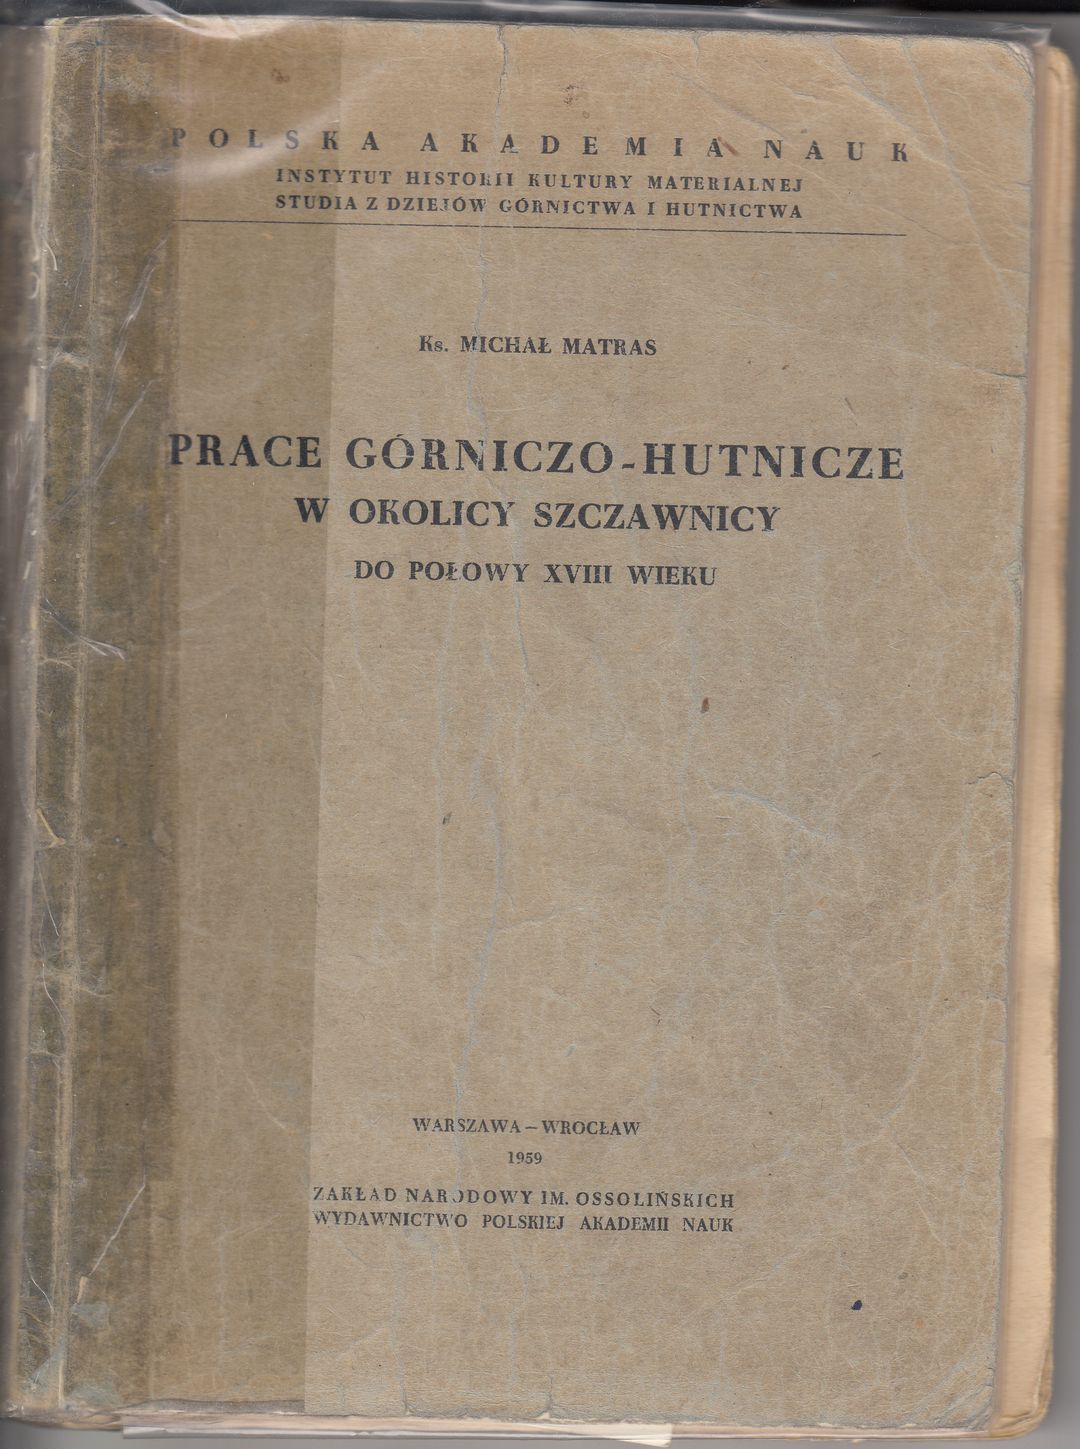 POLSKA AKADEMIA NAUK
INSTYTUT HISTORII KULTURY MATERIALNEJ
STUDIA Z DZIEJÓW GÓRNICTWA I HUTNICTWA
Ks. MICHAŁ MATRAS
PRACE GÓRNICZO-HUTNICZE
W OKOLICY SZCZAWNICY
DO POŁOWY XVIII WIEKU
WARSZAWA – WROCŁAW
1959
ZAKŁAD NARODOWY IM. OSSOLIŃSKICH
WYDAWNICTWO POLSKIEJ AKADEMII NAUK